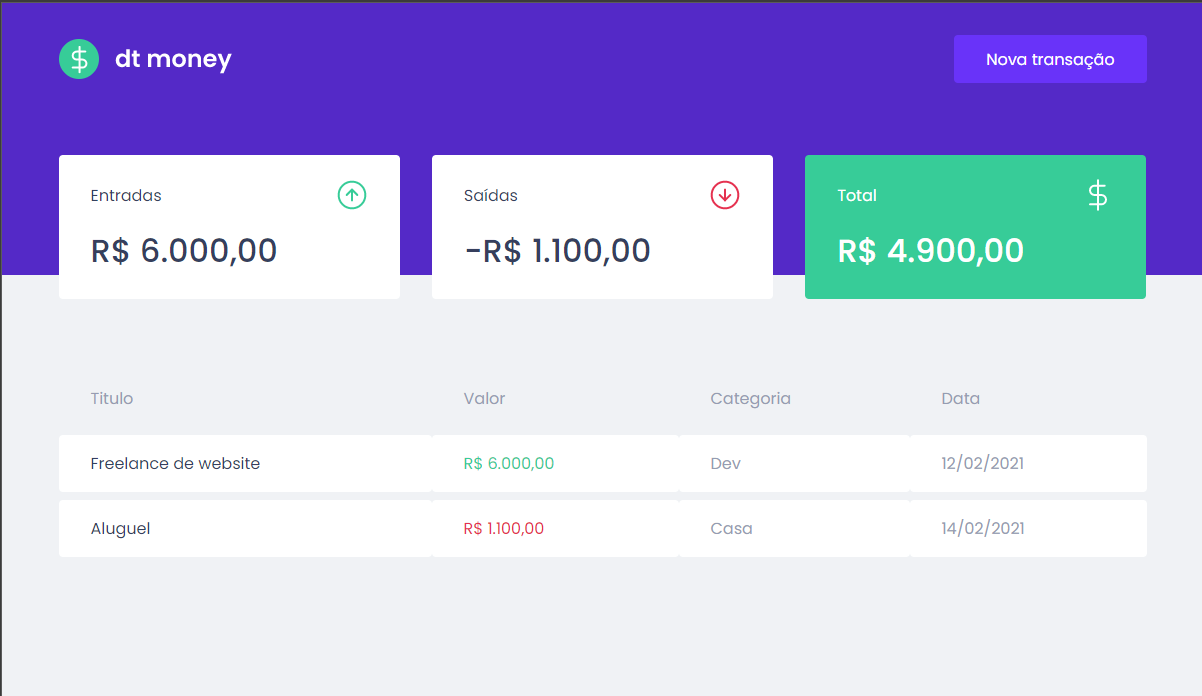 dt money
Nova transação
Entradas
R$ 6.000,00
Saídas
-R$ 1.100,00
Total
R$ 4.900,00
Titulo Valor Categoria Data
Freelance de website R$ 6.000,00 Dev 12/02/2021
Aluguel R$ 1.100,00 Casa 14/02/2021